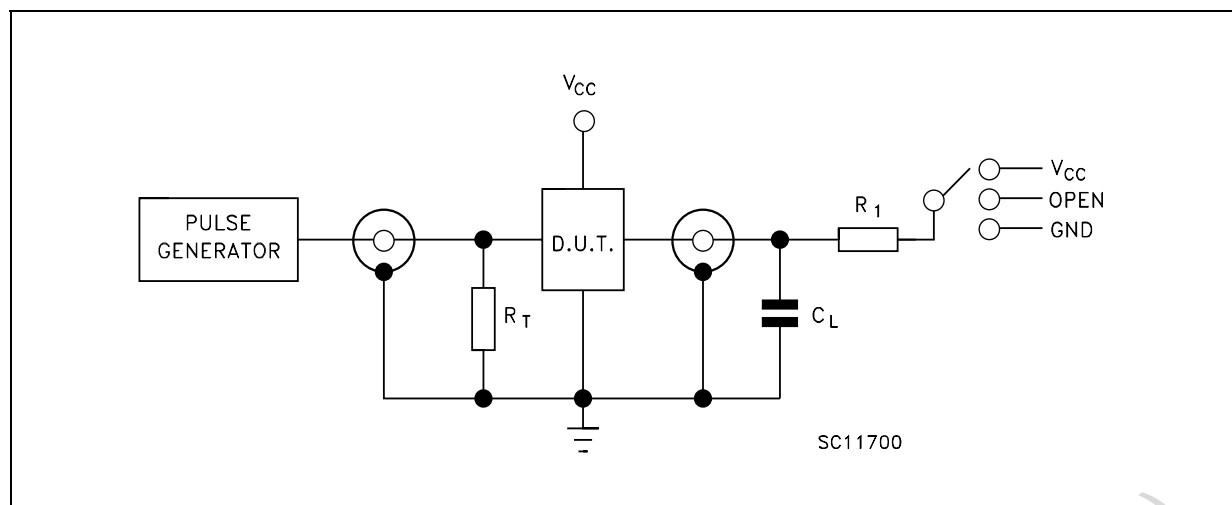 VCC
PULSE
GENERATOR
D.U.T.
RT
CL
R1
VCC
OPEN
GND
SC11700